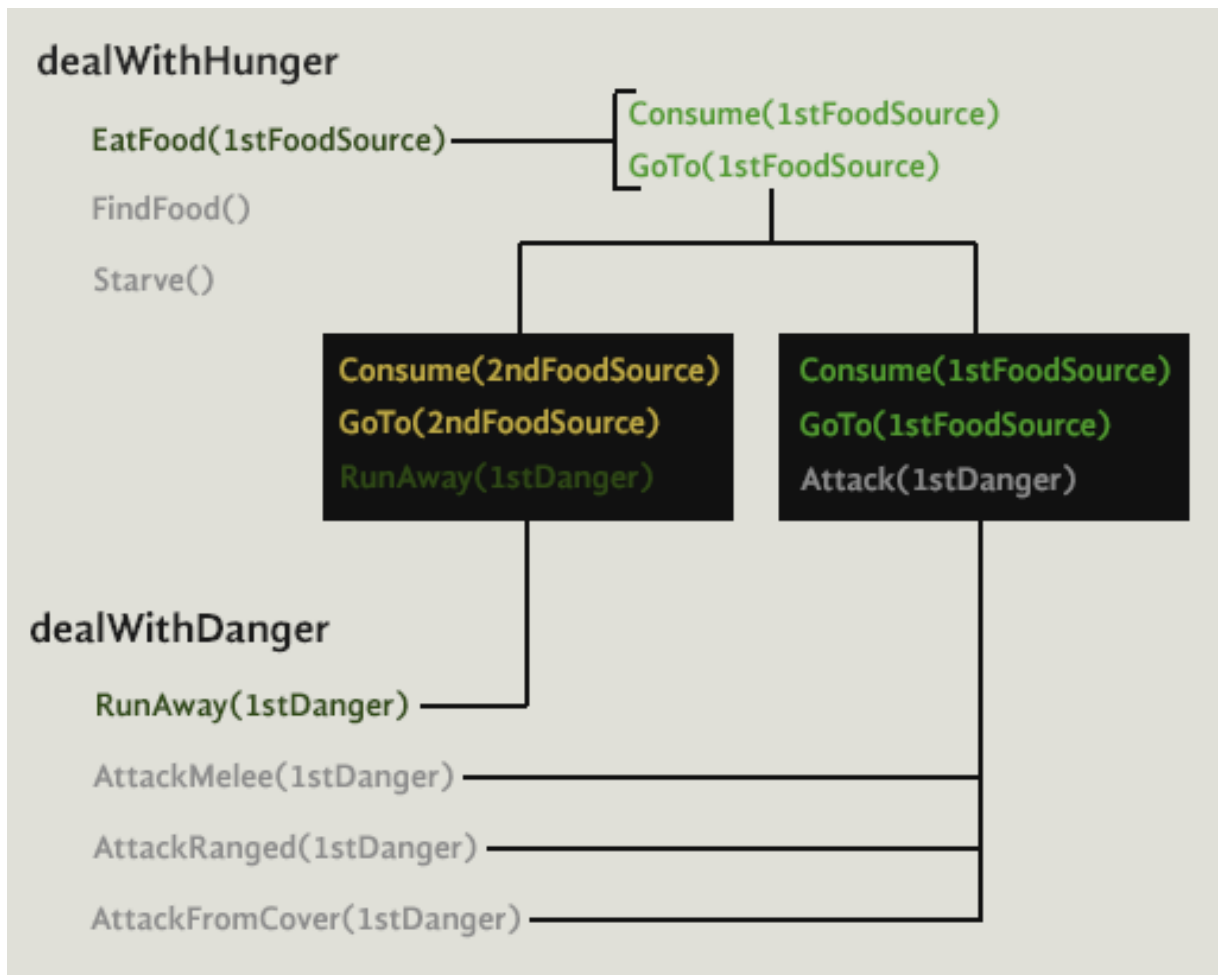 dealWithHunger
EatFood(1stFoodSource)
Consume(1stFoodSource)
GoTo(1stFoodSource)
FindFood()
Starve()
Consume(2ndFoodSource)
GoTo(2ndFoodSource)
RunAway(1stDanger)
Consume(1stFoodSource)
GoTo(1stFoodSource)
Attack(1stDanger)
dealWithDanger
RunAway(1stDanger)
AttackMelee(1stDanger)
AttackRanged(1stDanger)
AttackFromCover(1stDanger)